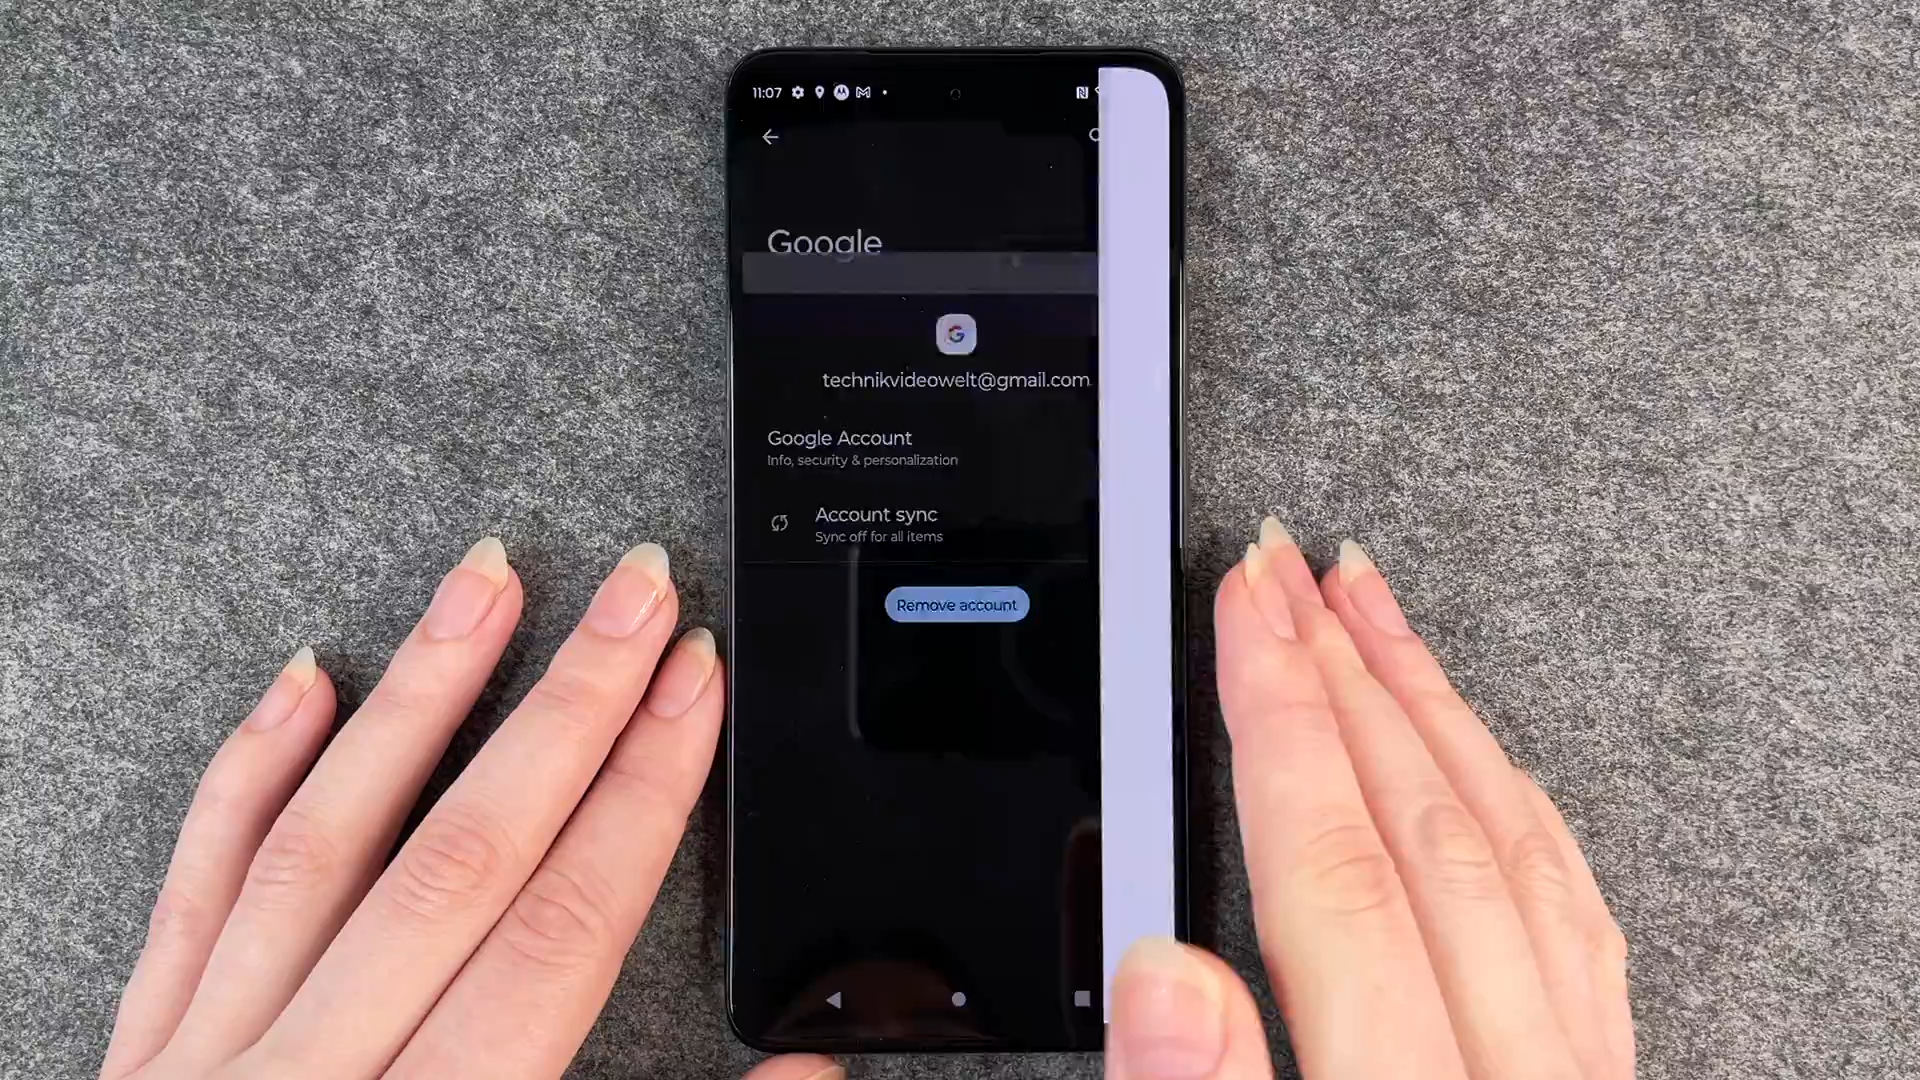 11:07
Google
G
technikvideowelt@gmail.com
Google Account
Info, security & personalization
Account sync
Sync off for all items
Remove account